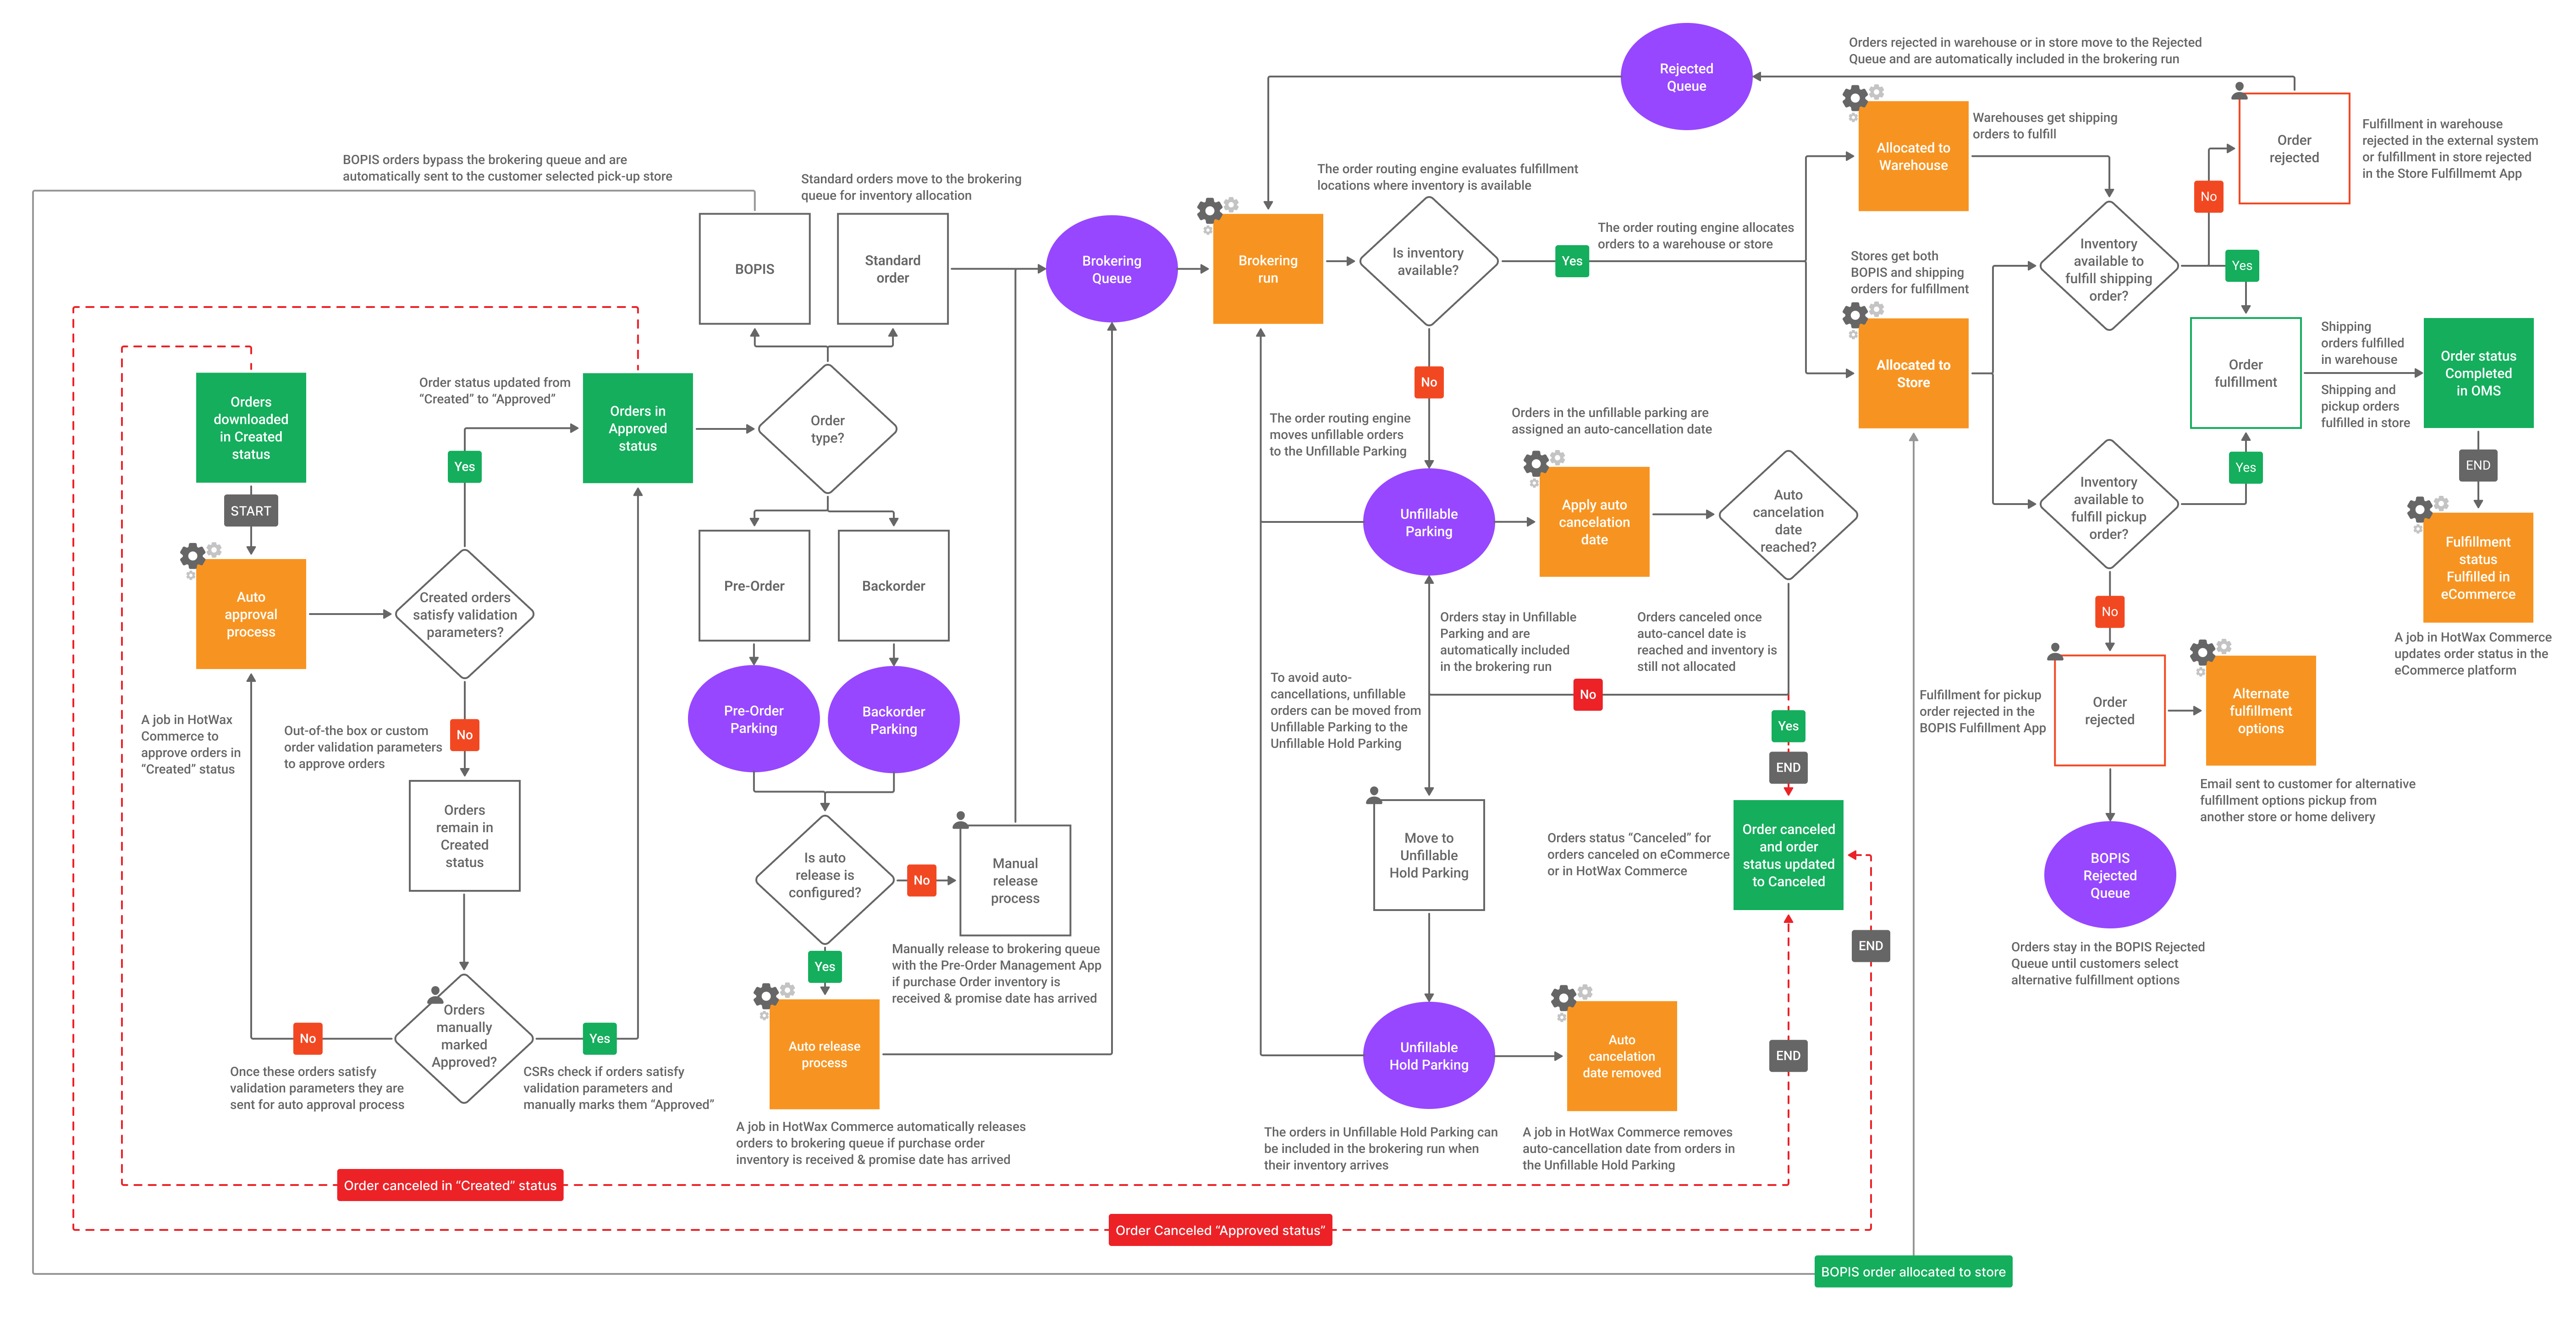 Orders rejected in warehouse or in store move to the Rejected
Queue and are automatically included in the brokering run
Rejected
Queue
Allocated to
Warehouse
Warehouses get shipping
orders to fulfill
Order
rejected
Fulfillment in warehouse
rejected in the external system
or fulfillment in store rejected
in the Store Fulfillmemt App
No
BOPIS orders bypass the brokering queue and are
automatically sent to the customer selected pick-up store
Standard orders move to the brokering
queue for inventory allocation
The order routing engine evaluates fulfillment
locations where inventory is available
BOPIS
Standard
order
Brokering
Queue
Brokering
run
Is inventory
available?
Yes
The order routing engine allocates
orders to a warehouse or store
Stores get both
BOPIS and shipping
orders for fulfillment
Allocated to
Store
Inventory
available to
fulfill shipping
order?
Yes
Order
fulfillment
Shipping
orders fulfilled
in warehouse
Shipping and
pickup orders
fulfilled in store
Order status
Completed
in OMS
END
Fulfillment
status
Fulfilled in
eCommerce
A job in HotWax Commerce
updates order status in the
eCommerce platform
Orders
downloaded
in Created
status
START
Auto
approval
process
A job in HotWax
Commerce to
approve orders in
“Created” status
Order status updated from
“Created” to “Approved”
Yes
Created orders
satisfy validation
parameters?
Out-of-the box or custom
order validation parameters
to approve orders
No
Orders
remain in
Created
status
Orders
manually
marked
Approved?
No
Yes
Once these orders satisfy
validation parameters they are
sent for auto approval process
CSRs check if orders satisfy
validation parameters and
manually marks them “Approved”
Orders in
Approved
status
Order
type?
Pre-Order
Backorder
Pre-Order
Parking
Backorder
Parking
Is auto
release is
configured?
No
Manual
release
process
Manually release to brokering queue
with the Pre-Order Management App
if purchase Order inventory is
received & promise date has arrived
Yes
Auto release
process
A job in HotWax Commerce automatically releases
orders to brokering queue if purchase order
inventory is received & promise date has arrived
No
The order routing engine
moves unfillable orders
to the Unfillable Parking
Orders in the unfillable parking are
assigned an auto-cancellation date
Unfillable
Parking
Apply auto
cancelation
date
Auto
cancelation
date
reached?
Orders stay in Unfillable
Parking and are
automatically included
in the brokering run
Orders canceled once
auto-cancel date is
reached and inventory is
still not allocated
To avoid auto-
cancellations, unfillable
orders can be moved from
Unfillable Parking to the
Unfillable Hold Parking
No
Yes
END
Move to
Unfillable
Hold Parking
Orders status “Canceled” for
orders canceled on eCommerce
or in HotWax Commerce
Order canceled
and order
status updated
to Canceled
END
END
Unfillable
Hold Parking
Auto
cancelation
date removed
The orders in Unfillable Hold Parking can
be included in the brokering run when
their inventory arrives
A job in HotWax Commerce removes
auto-cancellation date from orders in
the Unfillable Hold Parking
Inventory
available to
fulfill pickup
order?
Yes
No
Fulfillment for pickup
order rejected in the
BOPIS Fulfillment App
Order
rejected
Alternate
fulfillment
options
Email sent to customer for alternative
fulfillment options pickup from
another store or home delivery
BOPIS
Rejected
Queue
Orders stay in the BOPIS Rejected
Queue until customers select
alternative fulfillment options
Order canceled in “Created” status
Order Canceled “Approved status”
BOPIS order allocated to store